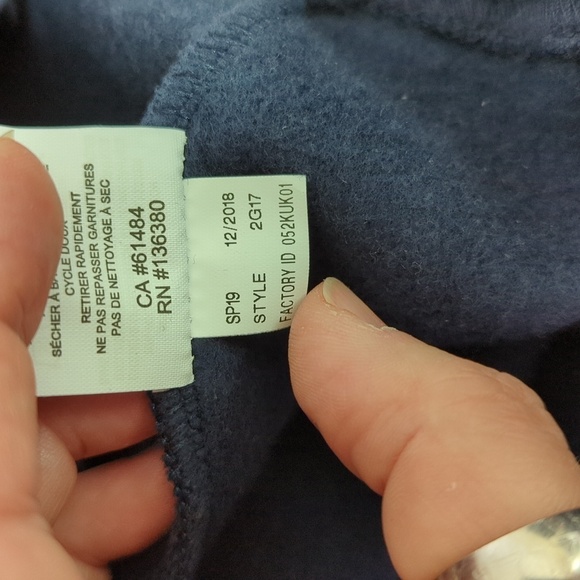 SÉCHER À
CYCLE DOUX
RETIRER RAPIDEMENT
NE PAS REPASSER GARNITURES
PAS DE NETTOYAGE À SEC
CA #61484
RN #136380
SP19 12/2018
STYLE 2G17
FACTORY ID 052KUK01